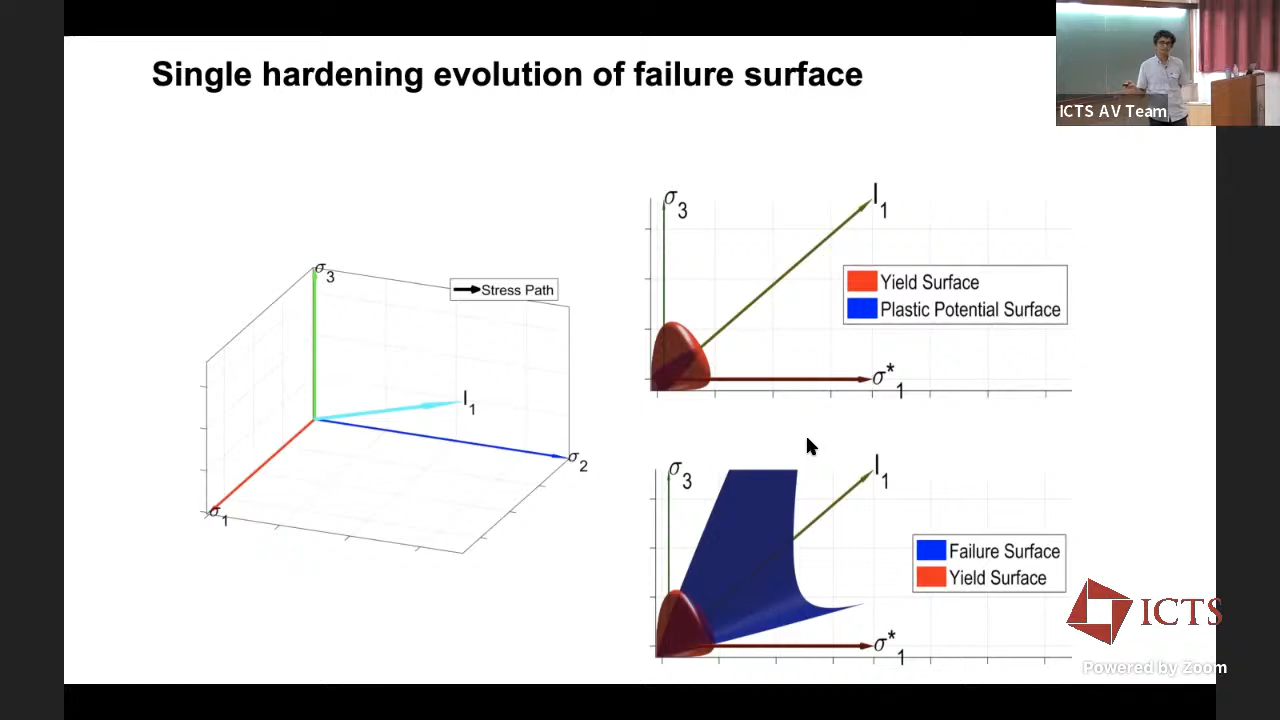 Single hardening evolution of failure surface
ICTS AV Team
σ3
Stress Path
I1
σ2
σ1
σ3
I1
Yield Surface
Plastic Potential Surface
σ*1
σ3
I1
Failure Surface
Yield Surface
σ*1
ICTS
Powered by Zoom